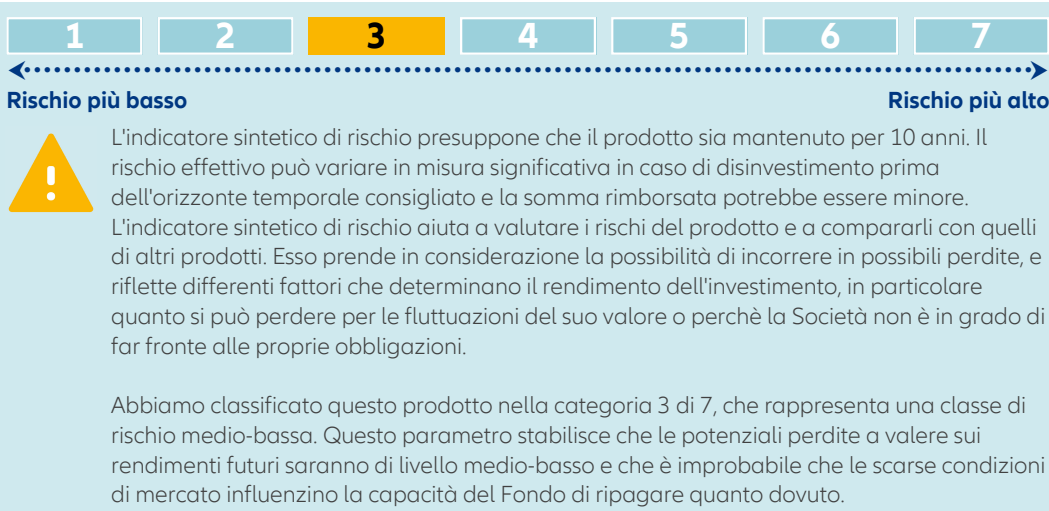 1 2 3 4 5 6 7
Rischio più basso Rischio più alto
L'indicatore sintetico di rischio presuppone che il prodotto sia mantenuto per 10 anni. Il
rischio effettivo può variare in misura significativa in caso di disinvestimento prima
dell'orizzonte temporale consigliato e la somma rimborsata potrebbe essere minore.
L'indicatore sintetico di rischio aiuta a valutare i rischi del prodotto e a compararli con quelli
di altri prodotti. Esso prende in considerazione la possibilità di incorrere in possibili perdite, e
riflette differenti fattori che determinano il rendimento dell'investimento, in particolare
quanto si può perdere per le fluttuazioni del suo valore o perchè la Società non è in grado di
far fronte alle proprie obbligazioni.
Abbiamo classificato questo prodotto nella categoria 3 di 7, che rappresenta una classe di
rischio medio-bassa. Questo parametro stabilisce che le potenziali perdite a valere sui
rendimenti futuri saranno di livello medio-basso e che è improbabile che le scarse condizioni
di mercato influenzino la capacità del Fondo di ripagare quanto dovuto.